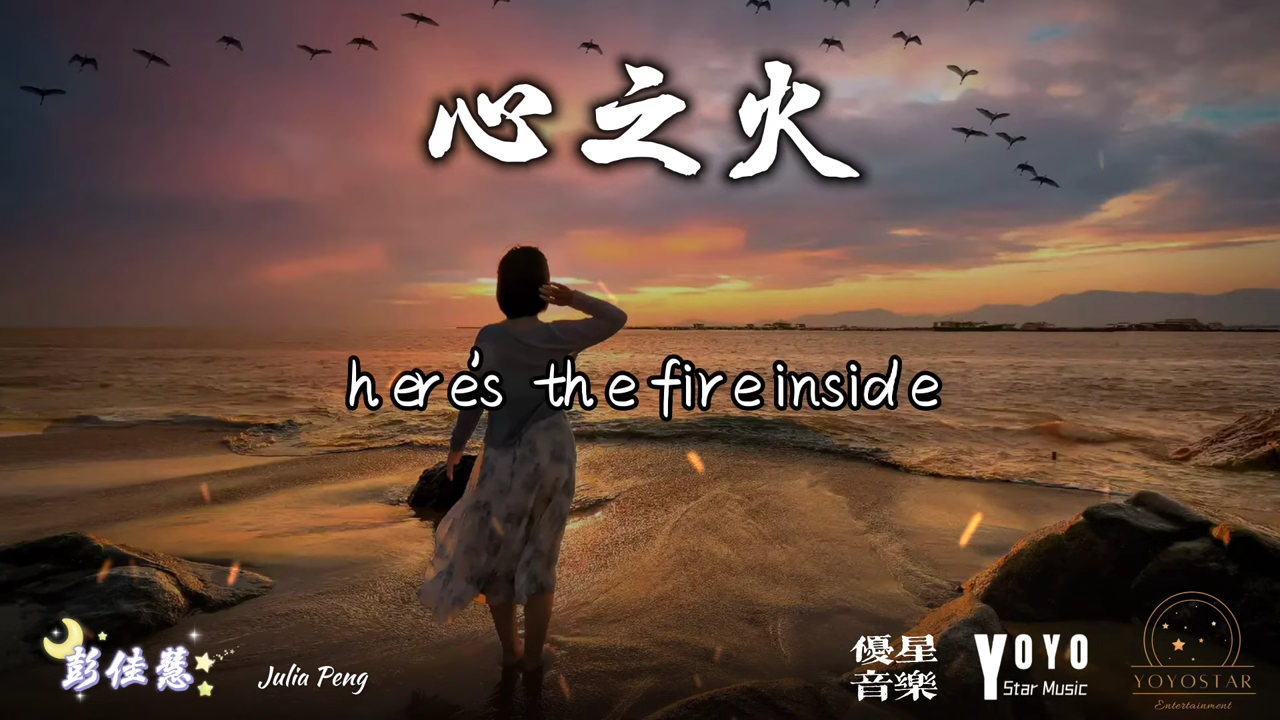 心之火
here's the fire inside
彭佳慧
Julia Peng
優星
音樂
YOYO
Star Music
YOYOSTAR
Entertainment